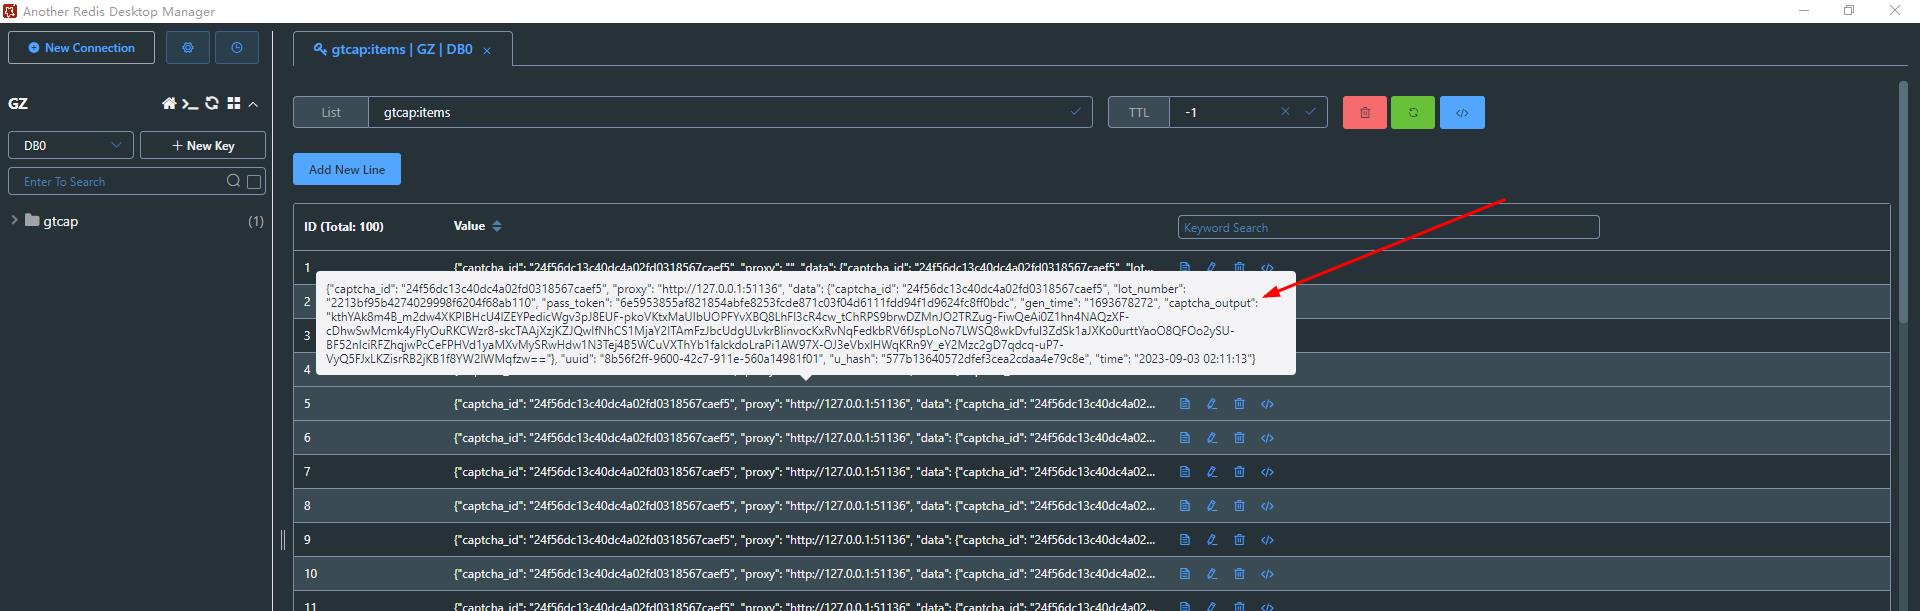 Another Redis Desktop Manager
New Connection
gtcap:items | GZ | DB0
GZ
List
gtcap:items
TTL
-1
DB0
New Key
Add New Line
Enter To Search
gtcap
(1)
ID (Total: 100)
Value
Keyword Search
1
{"captcha_id": "24f56dc13c40dc4a02fd0318567caef5", "proxy": "", "data": {"captcha_id": "24f56dc13c40dc4a02fd0318567caef5", "lot...
2
3
4
{"captcha_id": "24f56dc13c40dc4a02fd0318567caef5", "proxy": "http://127.0.0.1:51136", "data": {"captcha_id": "24f56dc13c40dc4a02fd0318567caef5", "lot_number":
"2213bf95b4274029998f6204f68ab110", "pass_token": "6e5953855af821854abfe8253fcde871c03f04d6111fdd94f1d9624fc8ff0bdc", "gen_time": "1693678272", "captcha_output":
"kthYAk8m4B_m2dw4XKPIBHcU4IZEYPedicWgv3pJ8EUF-pkoVKtxMaUIbUOPFYvXBQ8LhFl3cR4cw_tChRPS9brwDZMnJO2TRZug-FiwQeAi0Z1hn4NAQzXF-
cDhwSwMcmk4yFlyOuRKCWzr8-skcTAAjXzjKZJQwlfNhCS1MjaY2ITAmFzJbcUdgULvkrBlinvocKxRvNqFedkbRV6fJspLoNo7LWSQ8wkDvful3ZdSk1aJXKo0urttYaoO8QFOo2ySU-
BF52nIciRFZhqjwPcCeFPHVd1yaMXvMySRwHdw1N3Tej4B5WCuVXThYb1falckdoLraPi1AW97X-OJ3eVbxlHWqKRn9Y_eY2Mzc2gD7qdcq-uP7-
VyQ5FJxLKZisrRB2jKB1f8YW2lWMqfzw=="}, "uuid": "8b56f2ff-9600-42c7-911e-560a14981f01", "u_hash": "577b13640572dfef3cea2cdaa4e79c8e", "time": "2023-09-03 02:11:13"}
5
{"captcha_id": "24f56dc13c40dc4a02fd0318567caef5", "proxy": "http://127.0.0.1:51136", "data": {"captcha_id": "24f56dc13c40dc4a02...
6
{"captcha_id": "24f56dc13c40dc4a02fd0318567caef5", "proxy": "http://127.0.0.1:51136", "data": {"captcha_id": "24f56dc13c40dc4a02...
7
{"captcha_id": "24f56dc13c40dc4a02fd0318567caef5", "proxy": "http://127.0.0.1:51136", "data": {"captcha_id": "24f56dc13c40dc4a02...
8
{"captcha_id": "24f56dc13c40dc4a02fd0318567caef5", "proxy": "http://127.0.0.1:51136", "data": {"captcha_id": "24f56dc13c40dc4a02...
9
{"captcha_id": "24f56dc13c40dc4a02fd0318567caef5", "proxy": "http://127.0.0.1:51136", "data": {"captcha_id": "24f56dc13c40dc4a02...
10
{"captcha_id": "24f56dc13c40dc4a02fd0318567caef5", "proxy": "http://127.0.0.1:51136", "data": {"captcha_id": "24f56dc13c40dc4a02...
11
{"captcha_id": "24f56dc13c40dc4a02fd0318567caef5", "proxy": "http://127.0.0.1:51136", "data": {"captcha_id": "24f56dc13c40dc4a02...